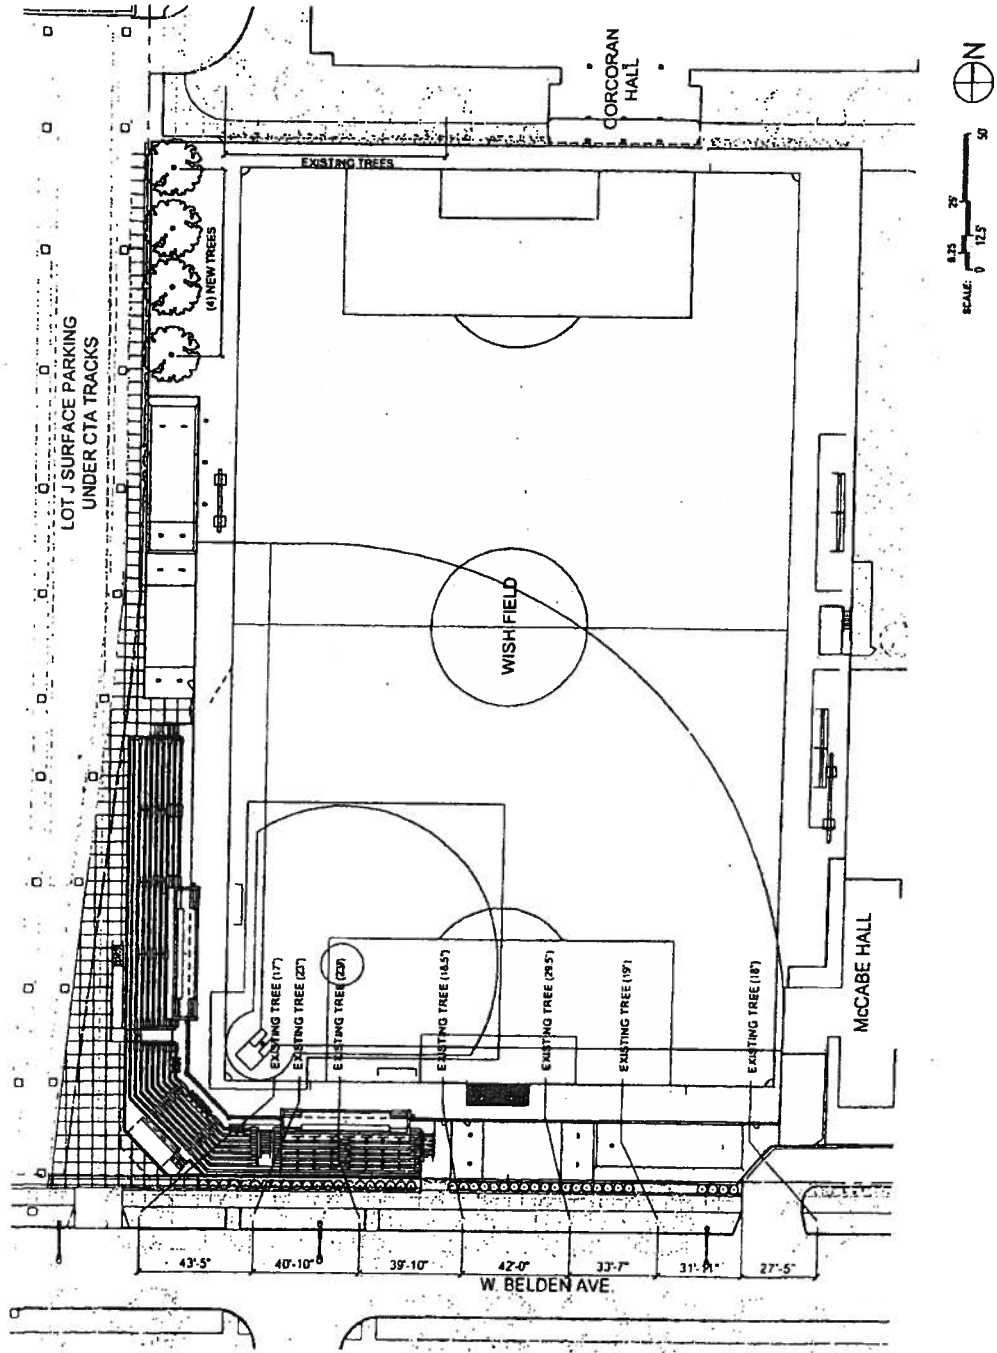 CORCORAN
HALL
N
EXISTING TREES
(4) NEW TREES
SCALE:
0 6.25 12.5' 25' 50'
LOT J SURFACE PARKING
UNDER CTA TRACKS
WISH FIELD
EXISTING TREE (17")
EXISTING TREE (23")
EXISTING TREE
EXISTING TREE (18.5")
EXISTING TREE (29.5")
EXISTING TREE (19")
EXISTING TREE (18")
McCABE HALL
43'-5"
40'-10"
39'-10"
42'-0"
33'-7"
31'-11"
27'-5"
W. BELDEN AVE.